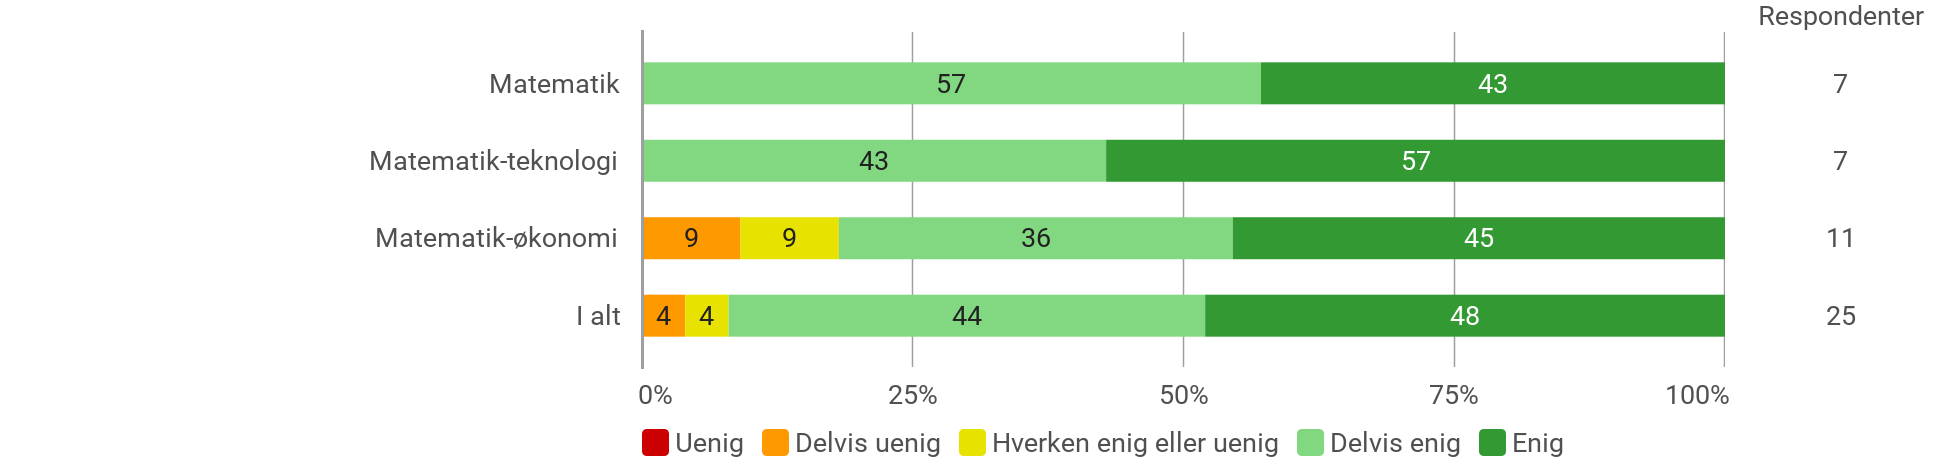 Respondenter
Matematik 57 43 7
Matematik-teknologi 43 57 7
Matematik-økonomi 9 9 36 45 11
I alt 4 4 44 48 25
0% 25% 50% 75% 100%
Uenig Delvis uenig Hverken enig eller uenig Delvis enig Enig